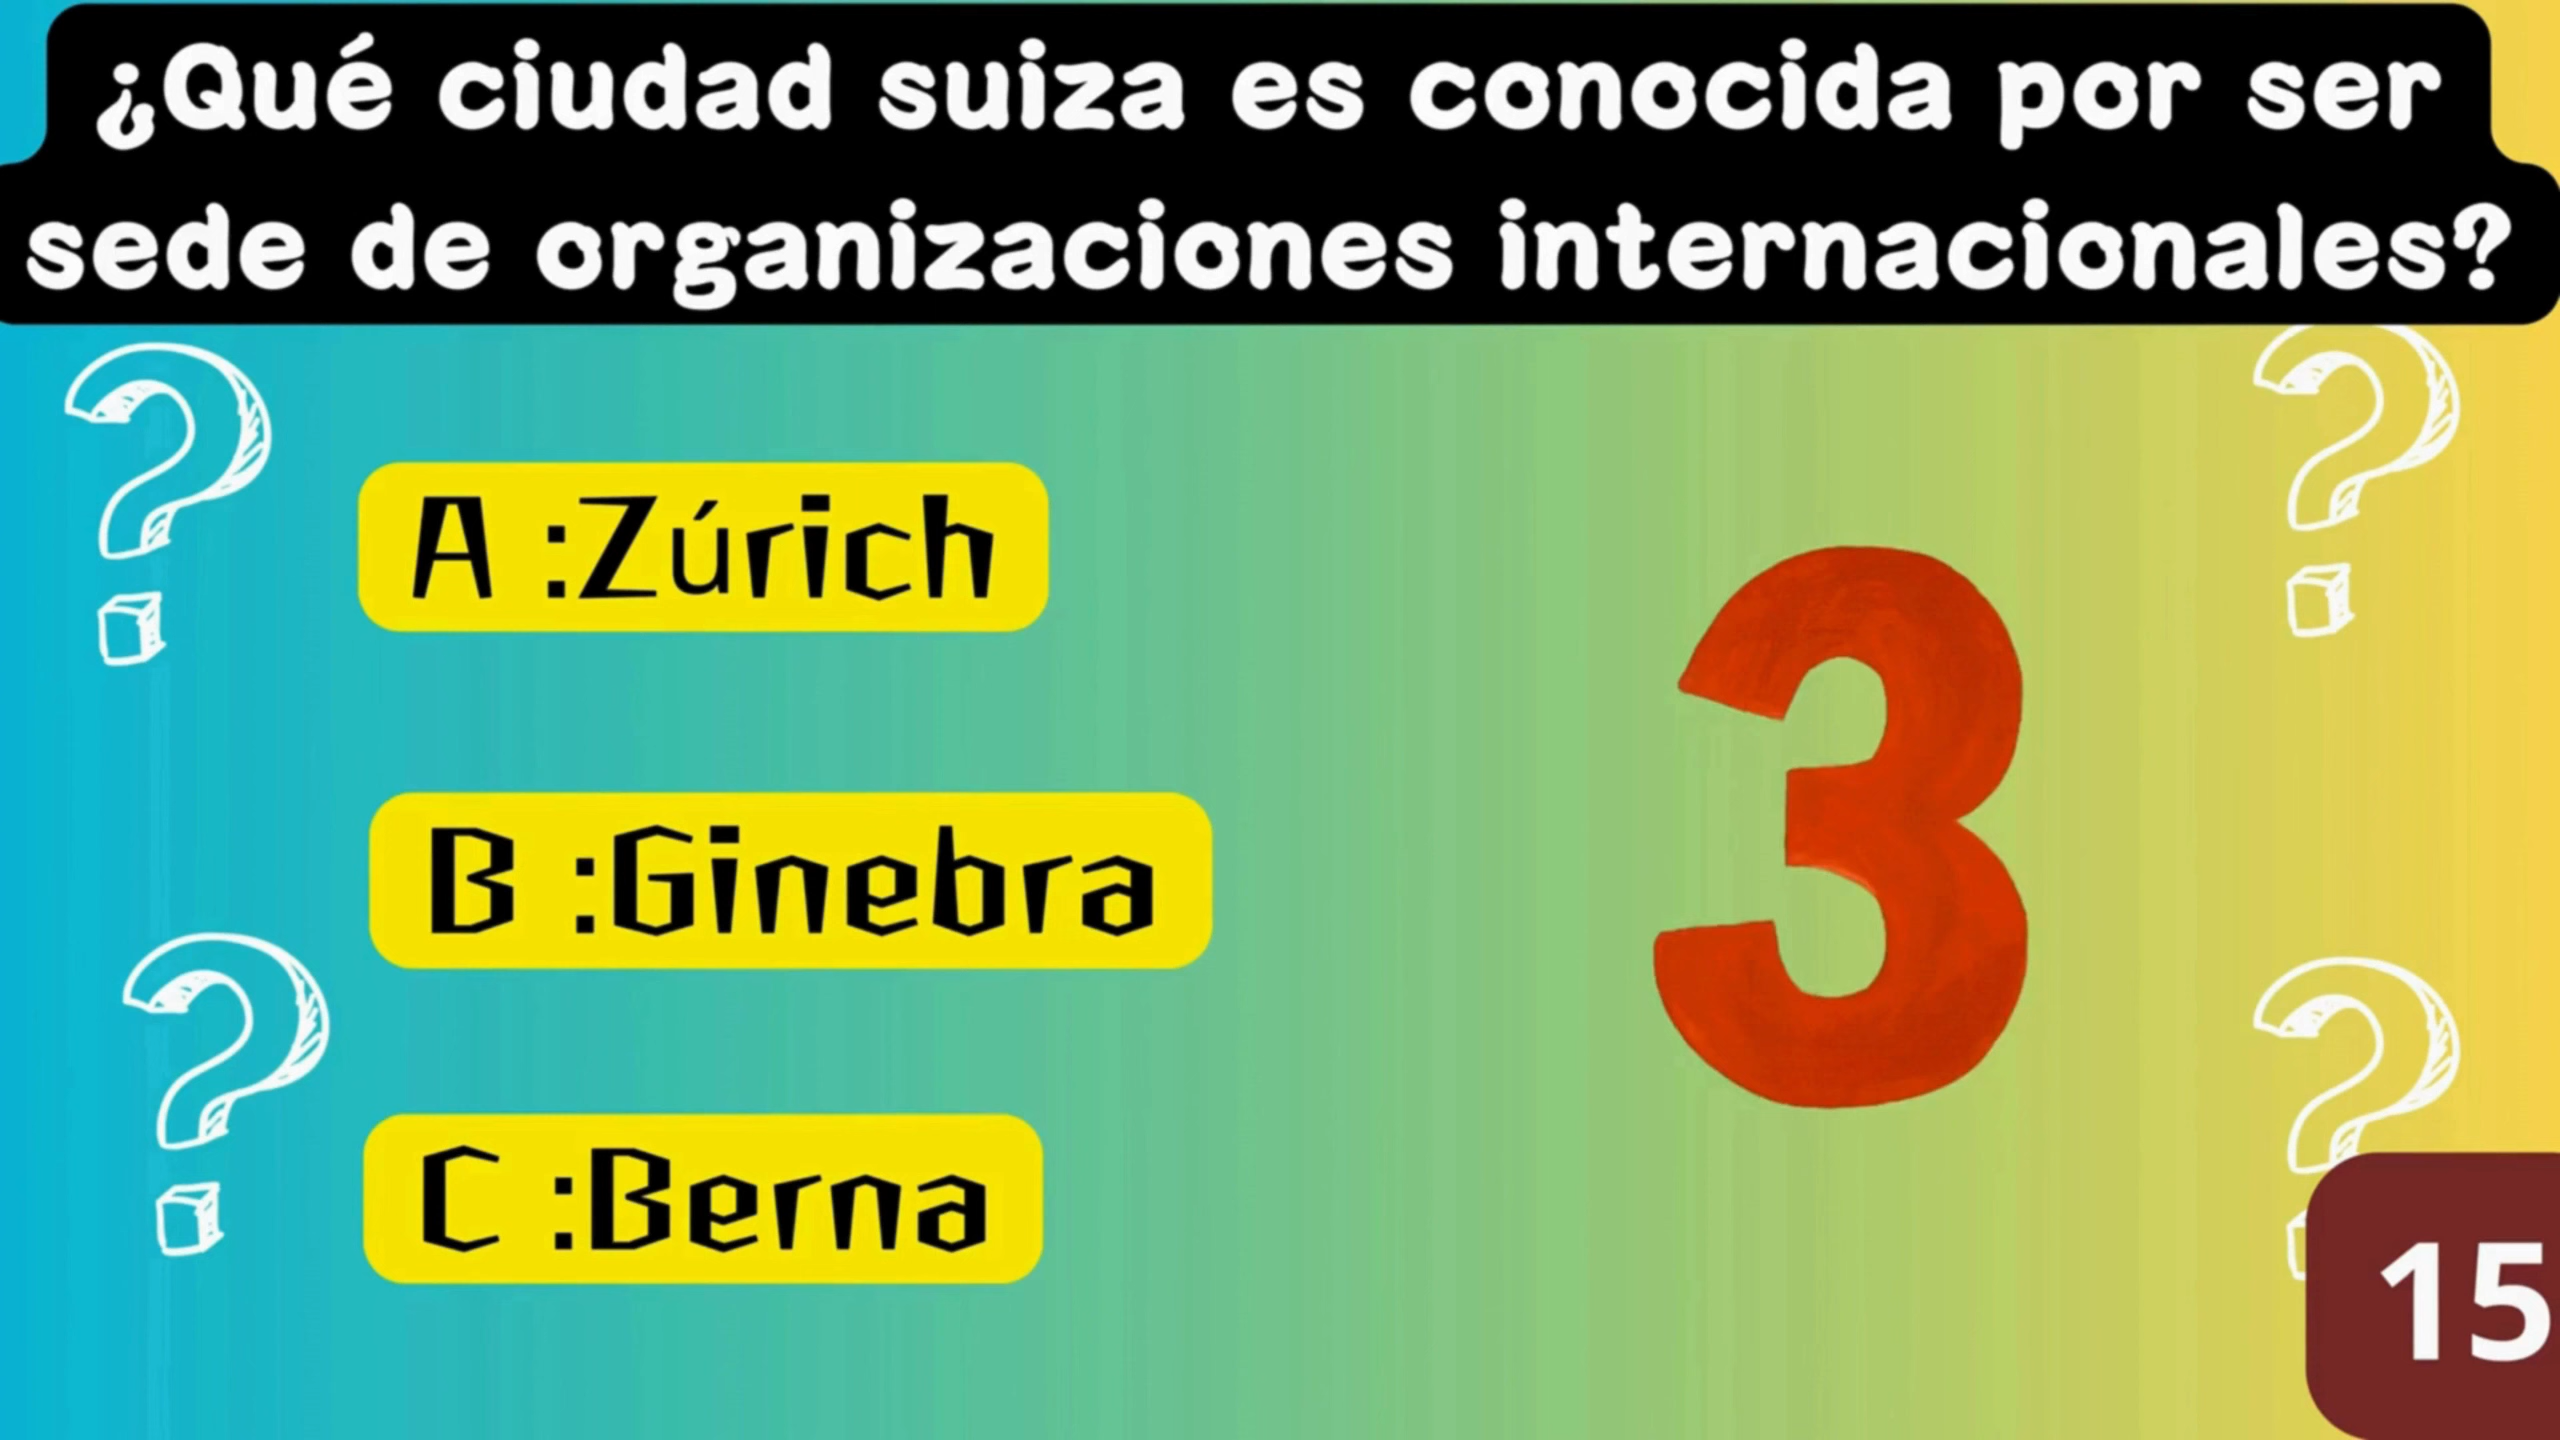 ¿Qué ciudad suiza es conocida por ser
sede de organizaciones internacionales?
A :Zúrich
B :Ginebra
3
C :Berna
15